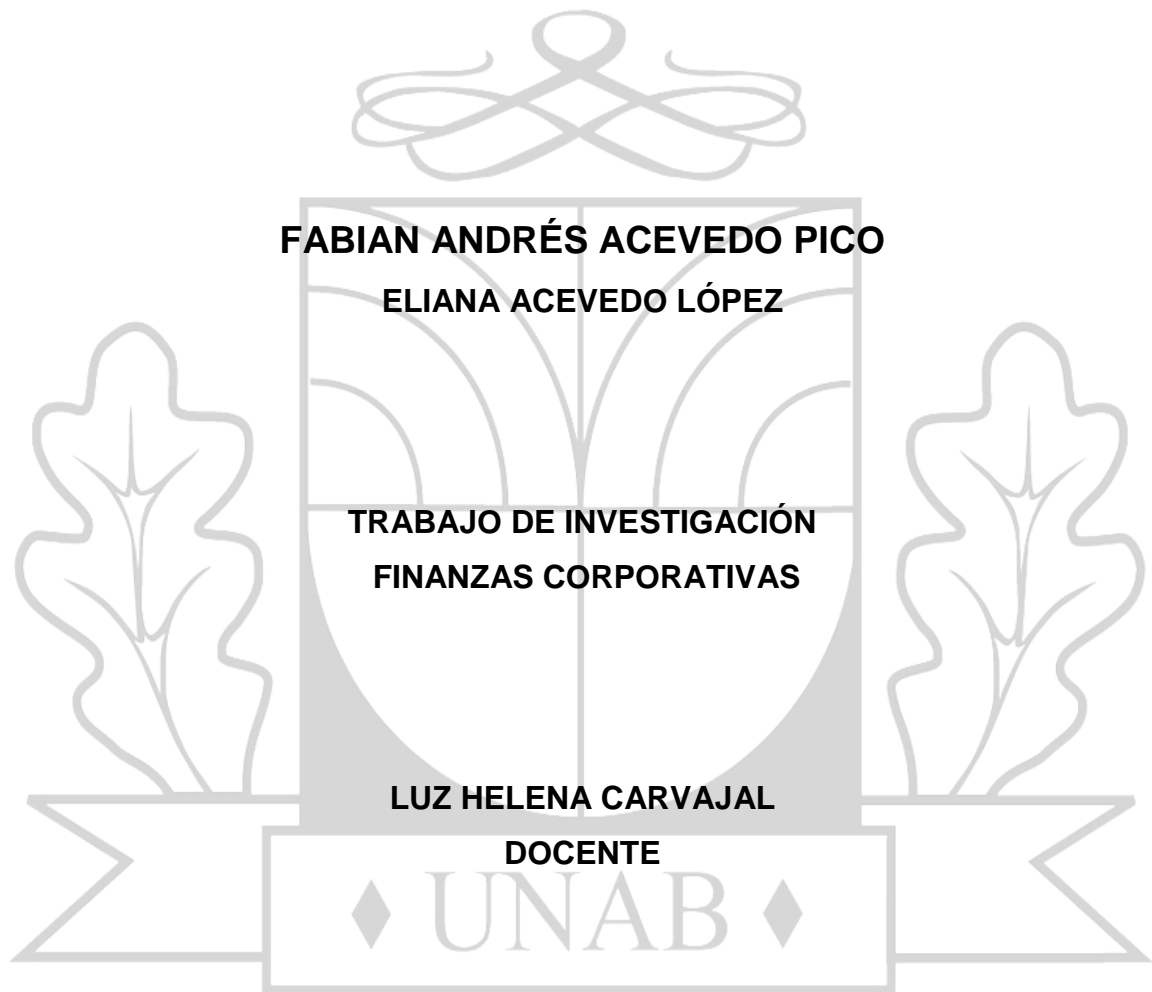 FABIAN ANDRÉS ACEVEDO PICO
ELIANA ACEVEDO LÓPEZ
TRABAJO DE INVESTIGACIÓN
FINANZAS CORPORATIVAS
LUZ HELENA CARVAJAL
DOCENTE
♦ UNAB ♦